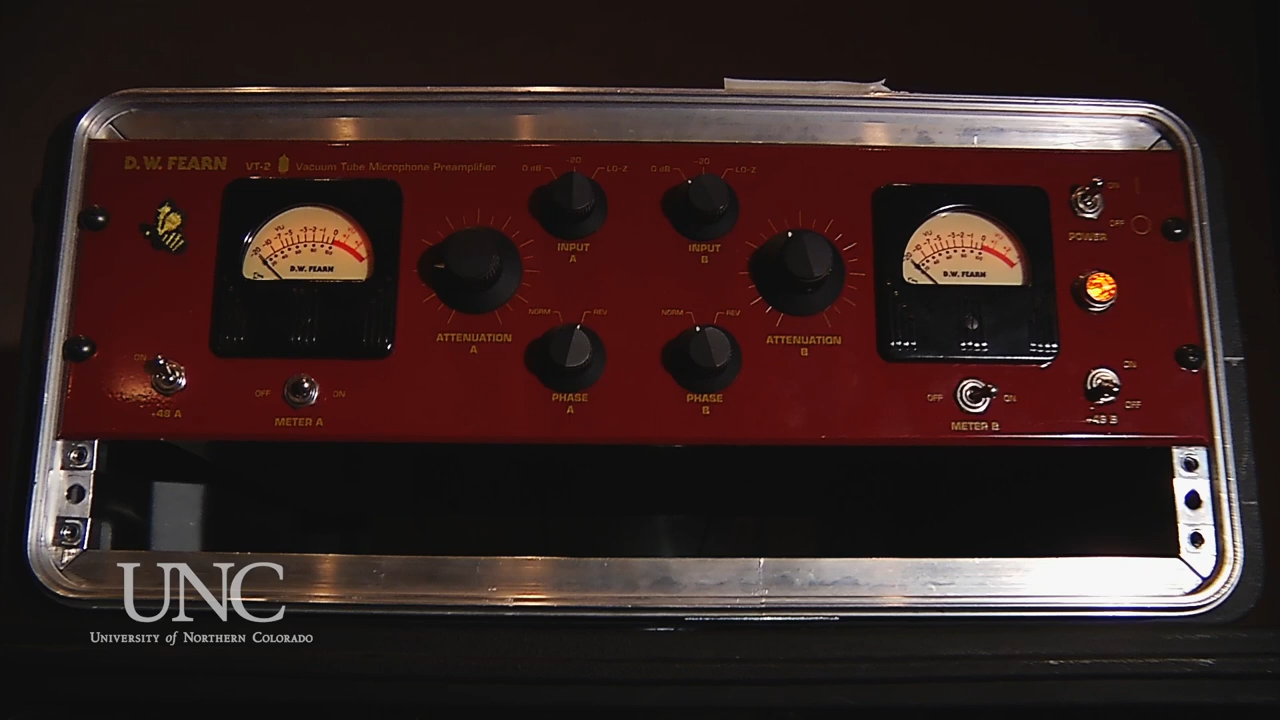 D.W. FEARN VT-2 Vacuum Tube Microphone Preamplifier
0 dB -20 LO-Z
0 dB -20 LO-Z
ON
OFF
POWER
VU
D.W. FEARN
VU
D.W. FEARN
INPUT
A
INPUT
B
NORM REV
NORM REV
ATTENUATION
A
ATTENUATION
B
ON
+48 A
OFF ON
METER A
PHASE
A
PHASE
B
OFF ON
METER B
ON
OFF
+48 B
UNC
UNIVERSITY of NORTHERN COLORADO